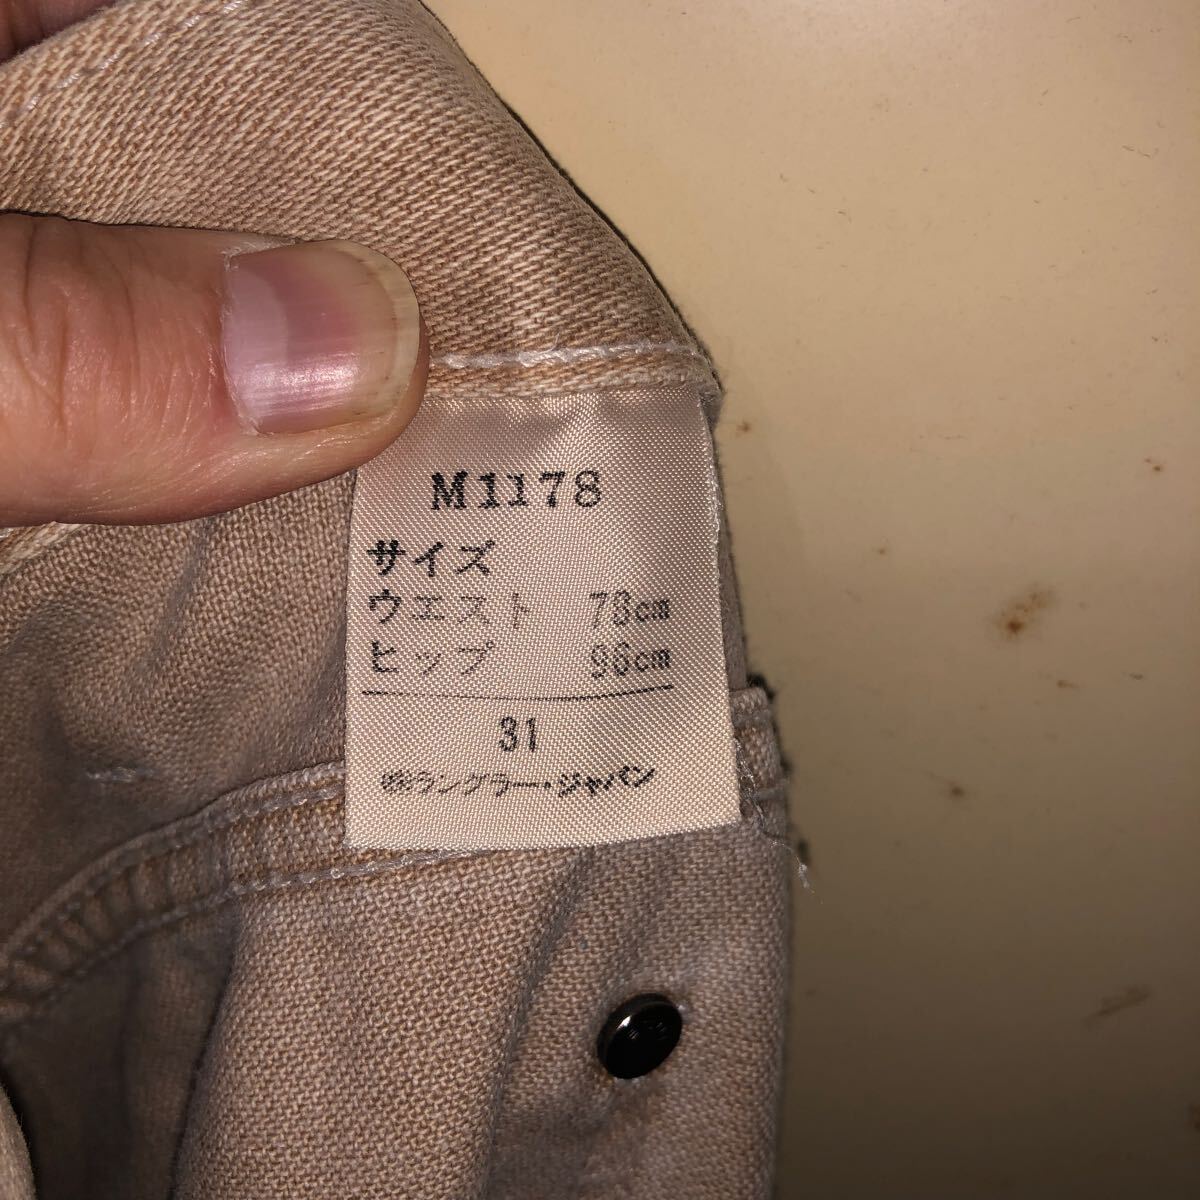 M1178
サイズ
ウエスト 78cm
ヒップ 96cm
31
㈱ラングラー・ジャパン